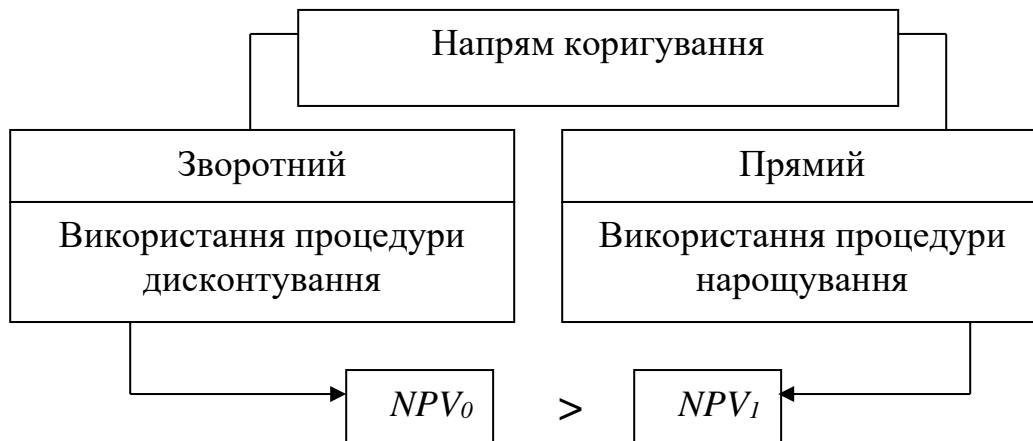 Напрям коригування
Зворотний
Прямий
Використання процедури
дисконтування
Використання процедури
нарощування
NPV₀ > NPV₁